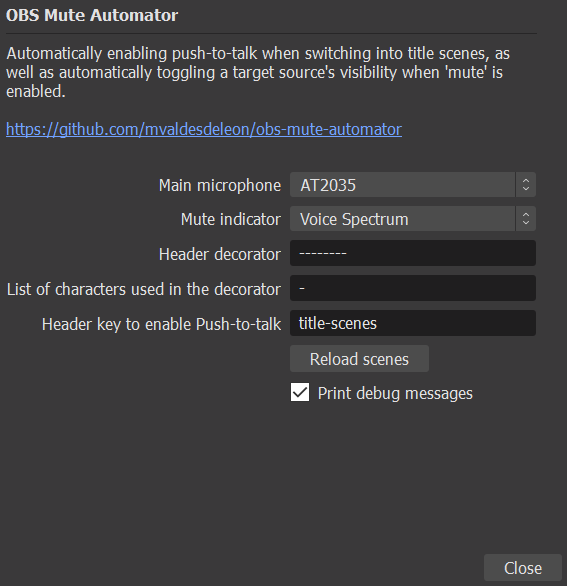 OBS Mute Automator
Automatically enabling push-to-talk when switching into title scenes, as
well as automatically toggling a target source's visibility when 'mute' is
enabled.
https://github.com/mvaldesdeleon/obs-mute-automator
Main microphone AT2035
Mute indicator Voice Spectrum
Header decorator --------
List of characters used in the decorator -
Header key to enable Push-to-talk title-scenes
Reload scenes
Print debug messages
Close